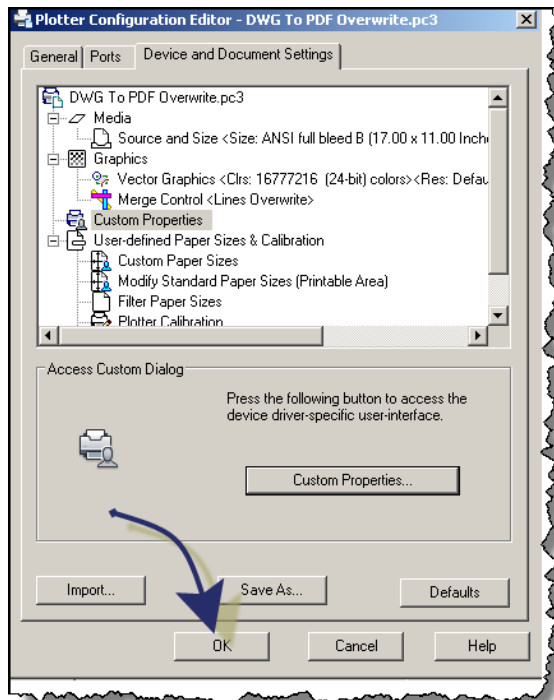 Plotter Configuration Editor - DWG To PDF Overwrite.pc3
General Ports Device and Document Settings
DWG To PDF Overwrite.pc3
Media
Source and Size <Size: ANSI full bleed B (17.00 x 11.00 Inche
Graphics
Vector Graphics <Clrs: 16777216 (24-bit) colors><Res: Defau
Merge Control <Lines Overwrite>
Custom Properties
User-defined Paper Sizes & Calibration
Custom Paper Sizes
Modify Standard Paper Sizes (Printable Area)
Filter Paper Sizes
Plotter Calibration
Access Custom Dialog
Press the following button to access the
device driver-specific user-interface.
Custom Properties...
Import... Save As... Defaults
OK Cancel Help